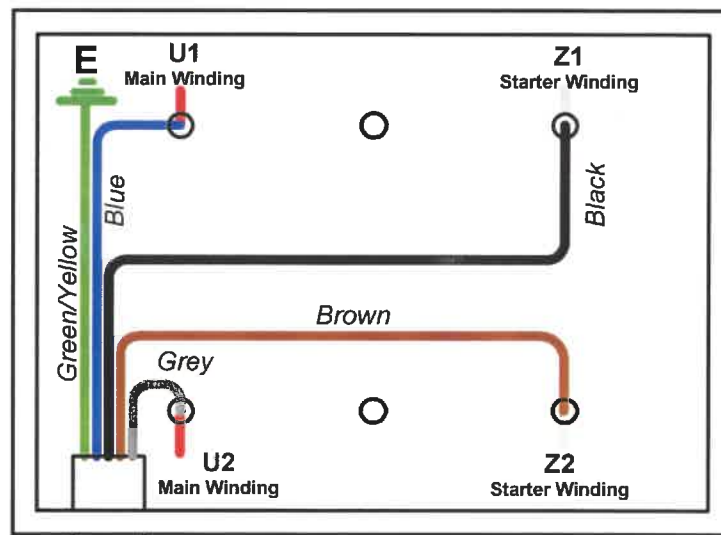 E
U1
Main Winding
Z1
Starter Winding
Green/Yellow
Blue
Black
Brown
Grey
U2
Main Winding
Z2
Starter Winding